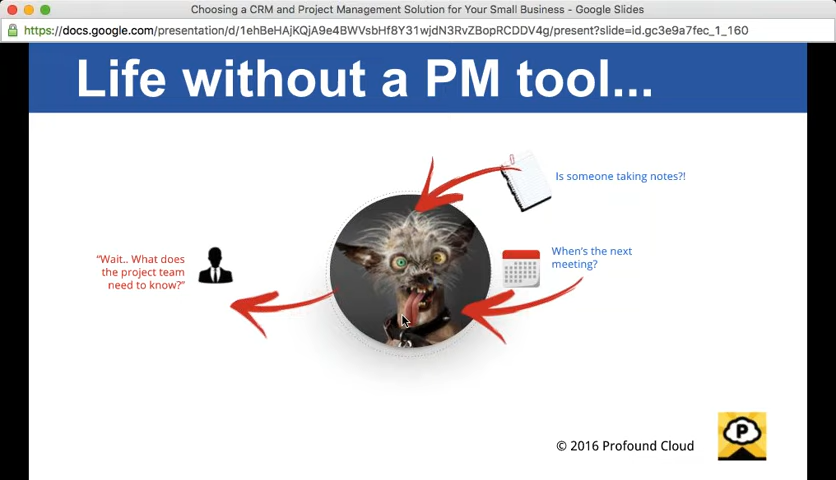 Choosing a CRM and Project Management Solution for Your Small Business - Google Slides
https://docs.google.com/presentation/d/1ehBeHAjKQjA9e4BWVsbHf8Y31wjdN3RvZBoprRCDDV4g/present?slide=id.gc3e9a7fec_1_160
Life without a PM tool...
Is someone taking notes?!
"Wait.. What does
the project team
need to know?"
When's the next
meeting?
© 2016 Profound Cloud
P